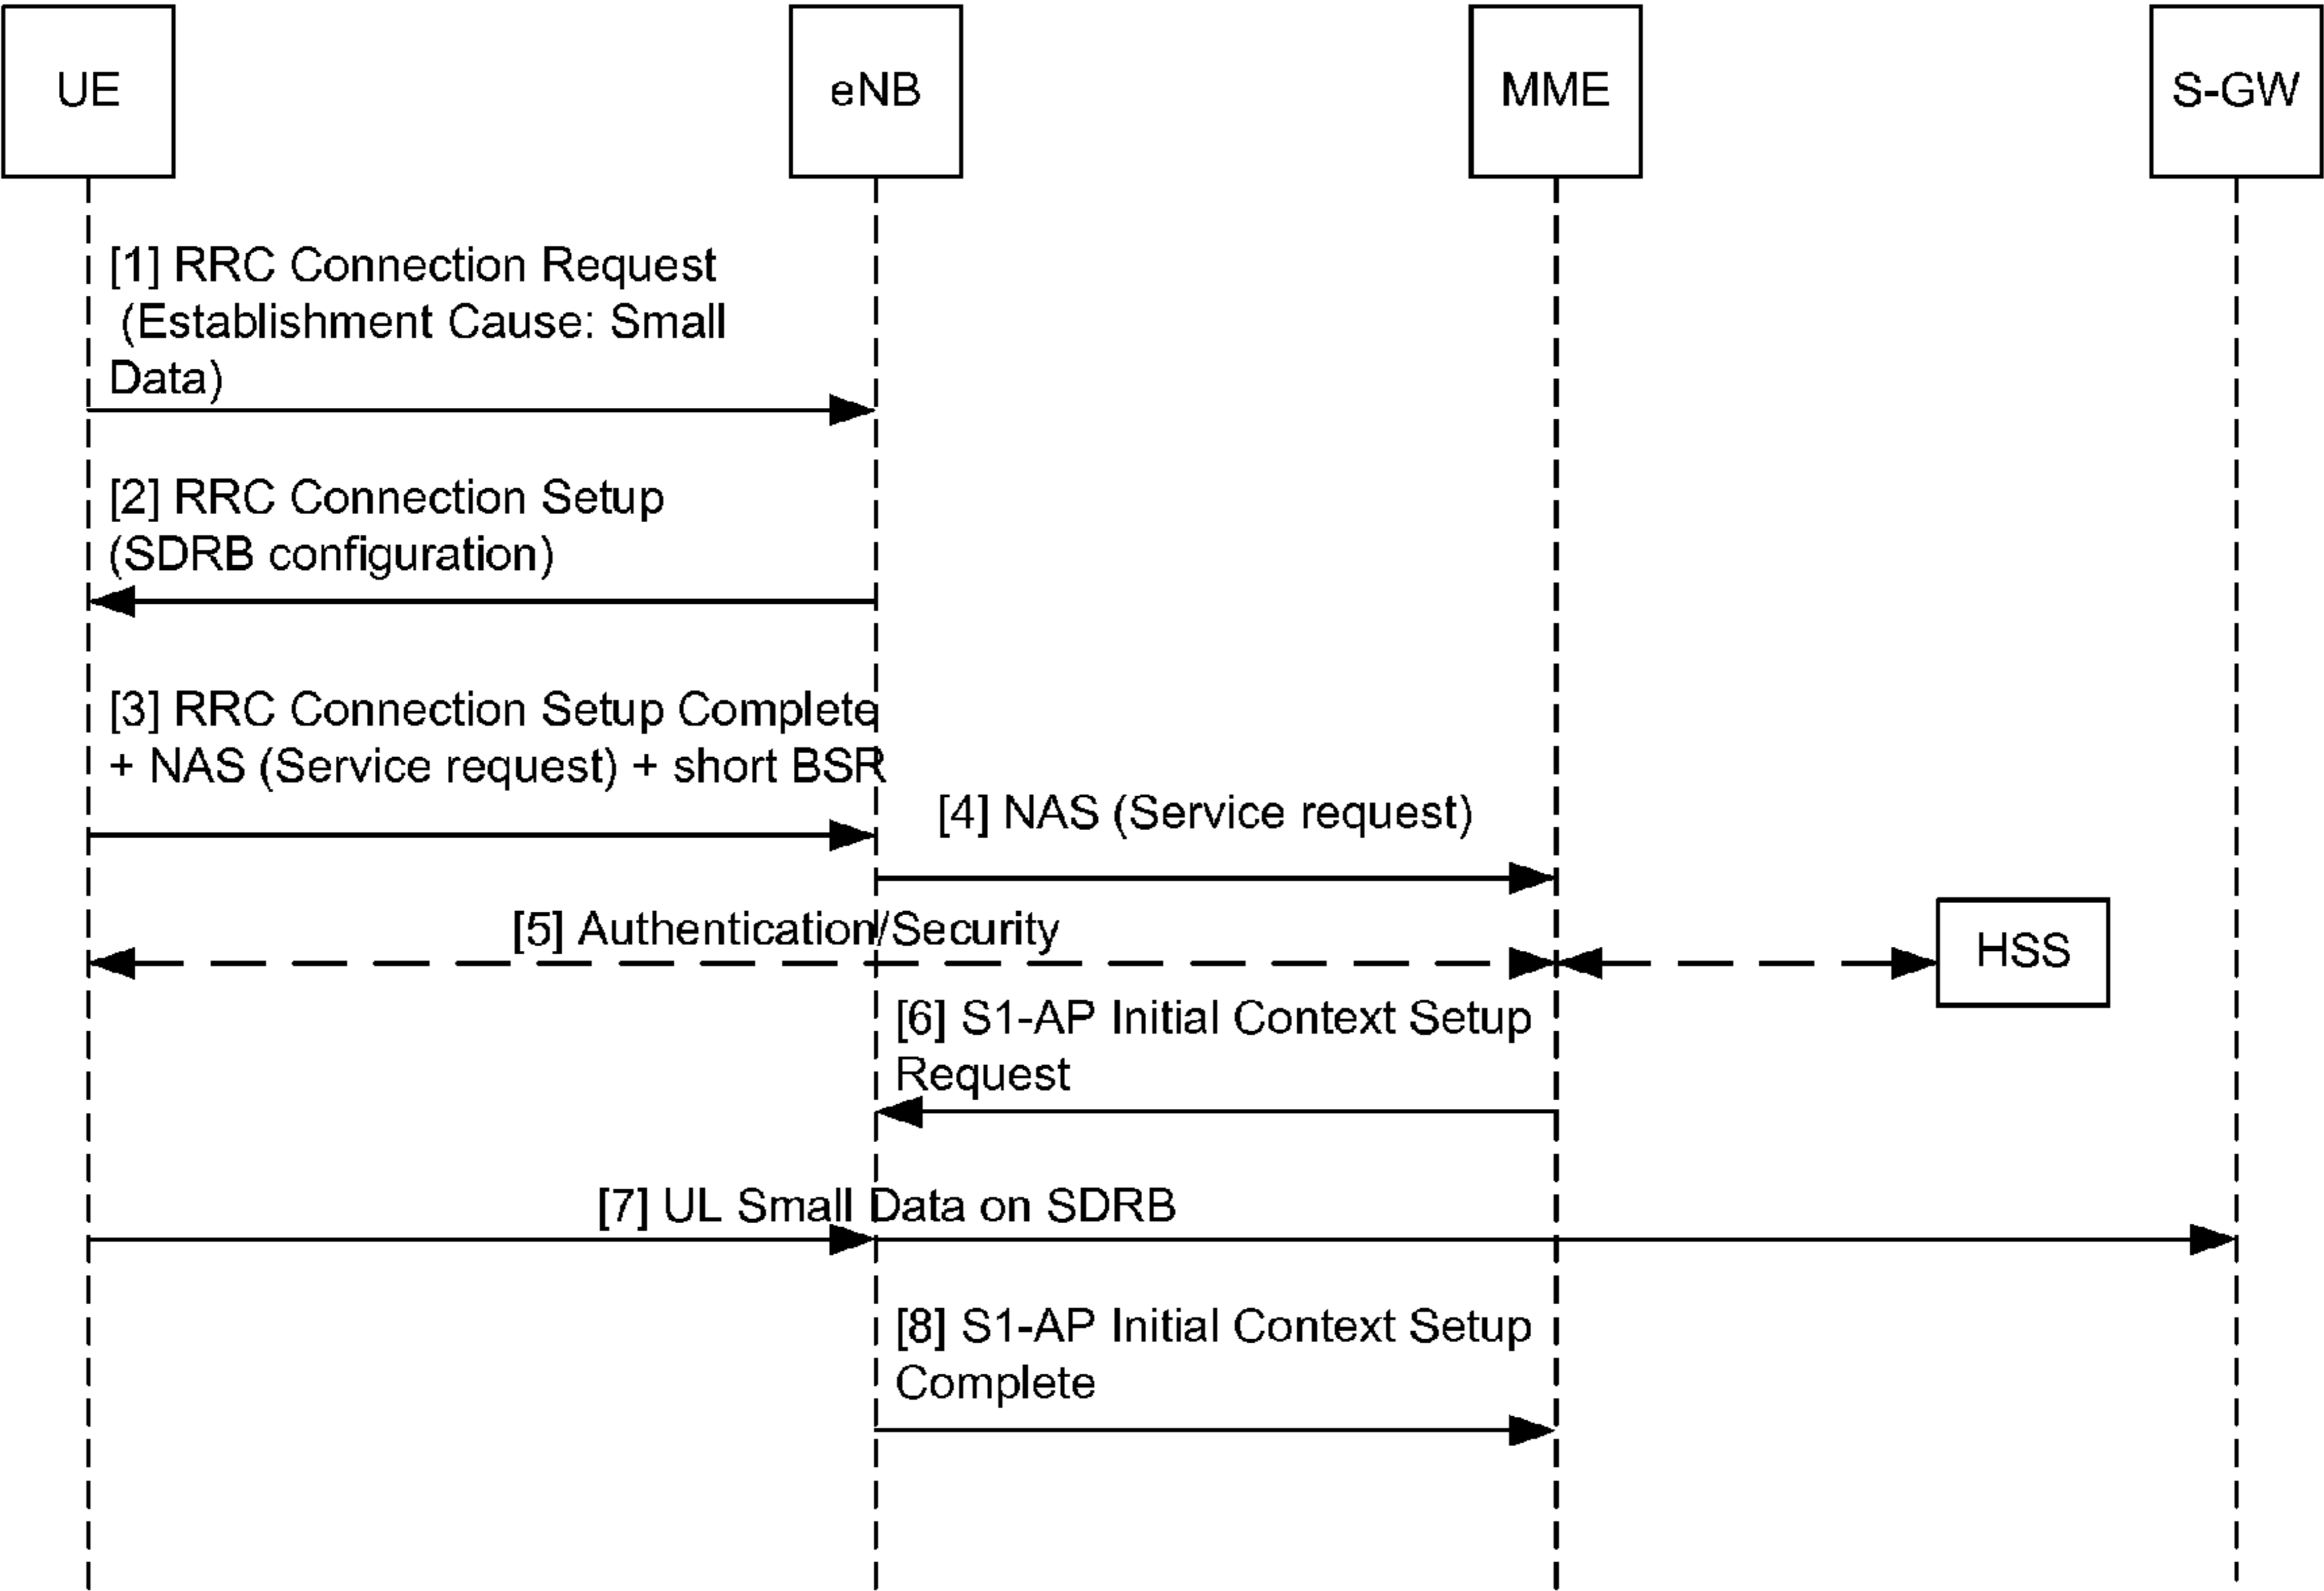 UE
eNB
MME
S-GW
[1] RRC Connection Request
(Establishment Cause: Small
Data)
[2] RRC Connection Setup
(SDRB configuration)
[3] RRC Connection Setup Complete
+ NAS (Service request) + short BSR
[4] NAS (Service request)
[5] Authentication/Security
HSS
[6] S1-AP Initial Context Setup
Request
[7] UL Small Data on SDRB
[8] S1-AP Initial Context Setup
Complete